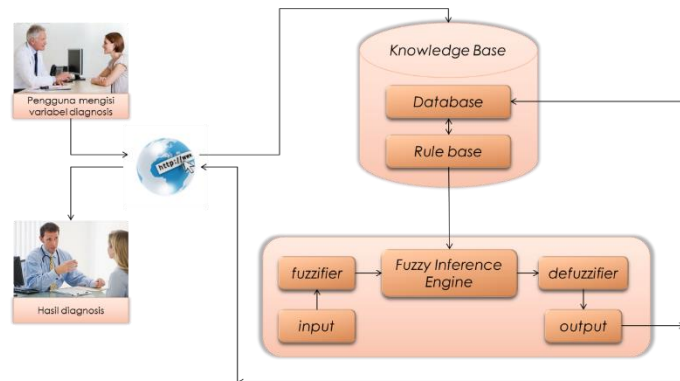 Knowledge Base
Database
Rule base
Pengguna mengisi
variabel diagnosis
Hasil diagnosis
fuzzifier
Fuzzy Inference
Engine
defuzzifier
input
output